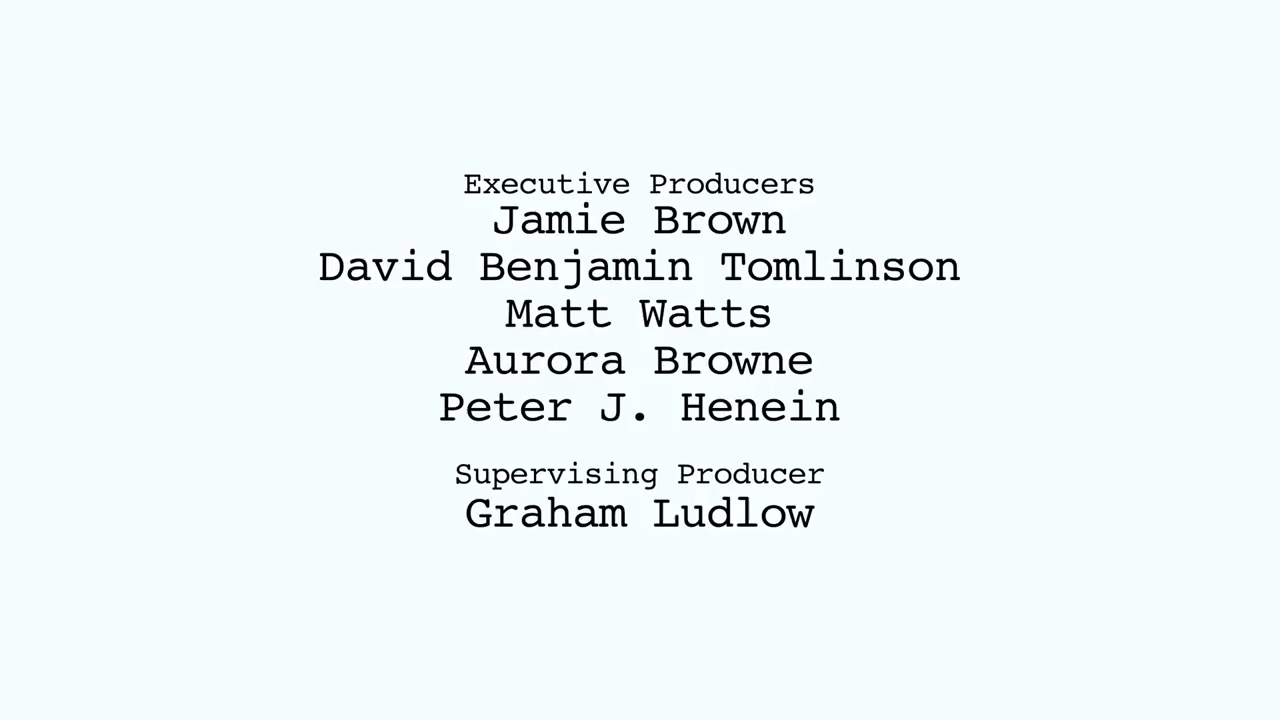 Executive Producers
Jamie Brown
David Benjamin Tomlinson
Matt Watts
Aurora Browne
Peter J. Henein
Supervising Producer
Graham Ludlow